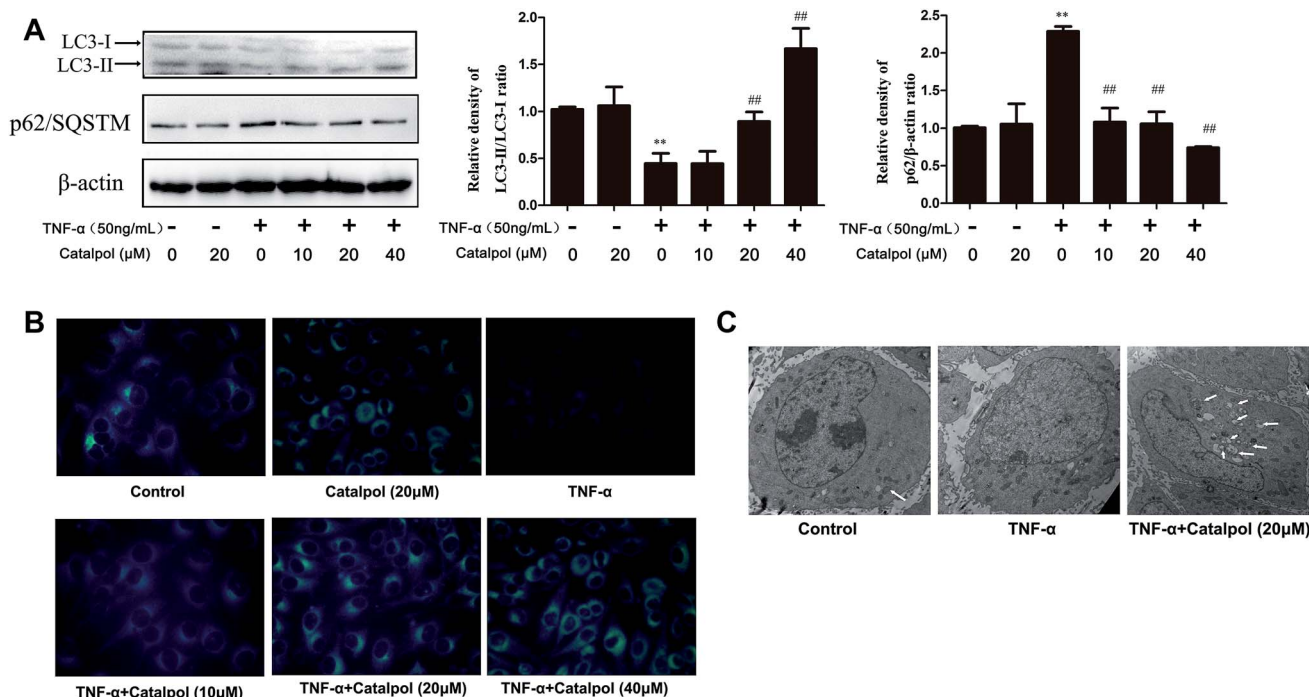 A
LC3-I
LC3-II
p62/SQSTM
β-actin
TNF-α（50ng/mL） - - + + + +
Catalpol (μM) 0 20 0 10 20 40
Relative density of
LC3-II/LC3-I ratio
2.0
1.5
1.0
0.5
0.0
**
##
##
TNF-α（50ng/mL） - - + + + +
Catalpol (μM) 0 20 0 10 20 40
Relative density of
p62/β-actin ratio
2.5
2.0
1.5
1.0
0.5
0.0
**
##
##
##
TNF-α（50ng/mL） - - + + + +
Catalpol (μM) 0 20 0 10 20 40
B
Control
Catalpol (20μM)
TNF-α
TNF-α+Catalpol (10μM)
TNF-α+Catalpol (20μM)
TNF-α+Catalpol (40μM)
C
Control
TNF-α
TNF-α+Catalpol (20μM)